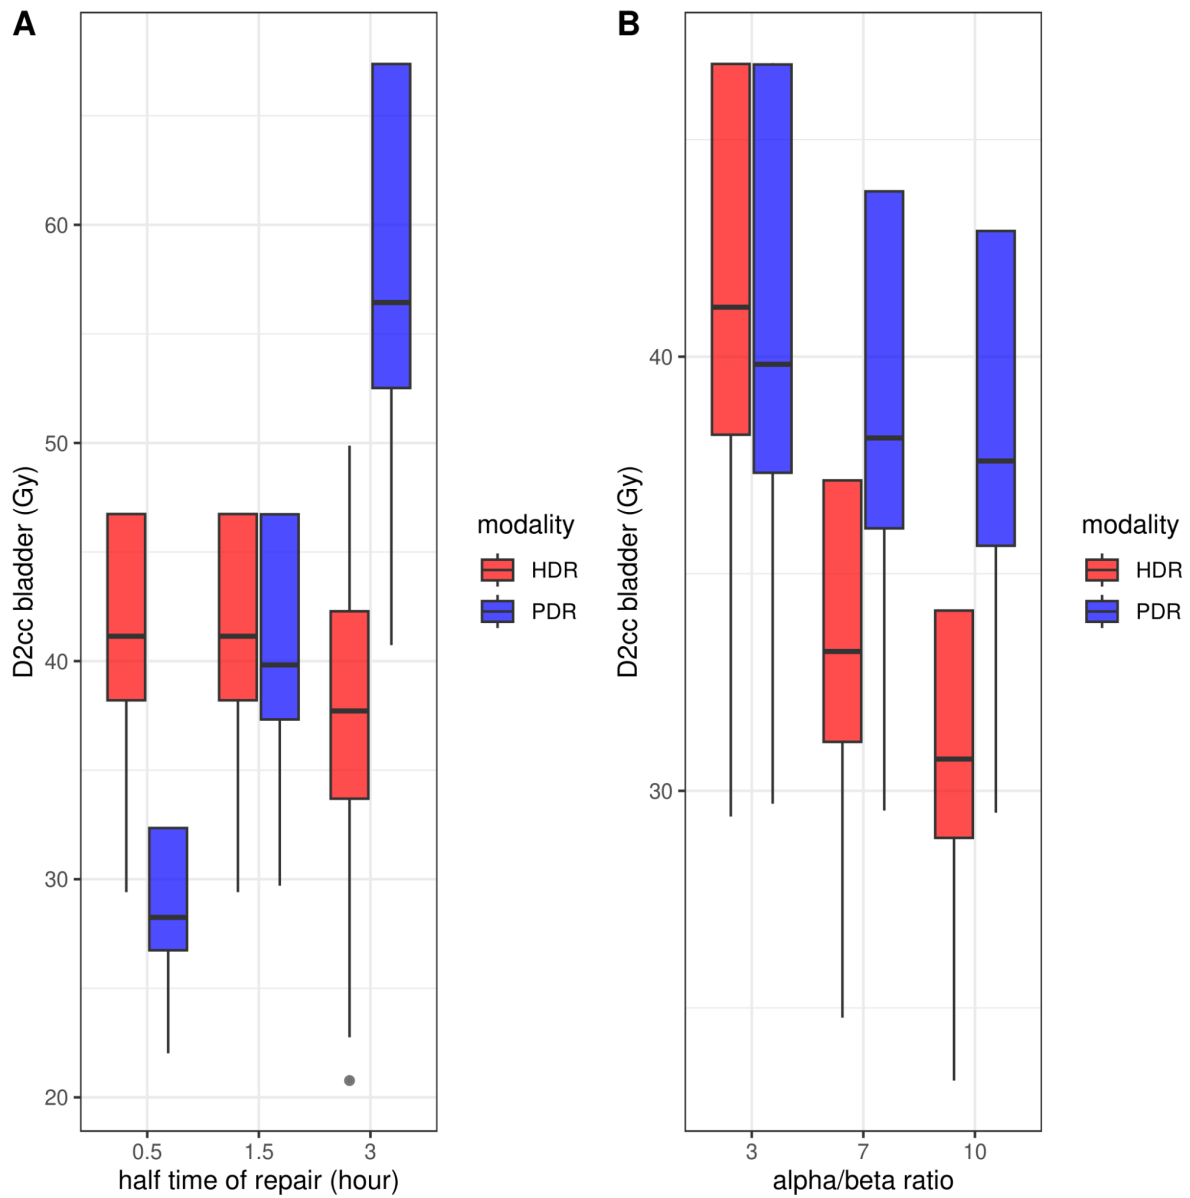 A
D2cc bladder (Gy)
60
50
40
30
20
0.5 1.5 3
half time of repair (hour)
modality
HDR
PDR
B
D2cc bladder (Gy)
40
30
3 7 10
alpha/beta ratio
modality
HDR
PDR